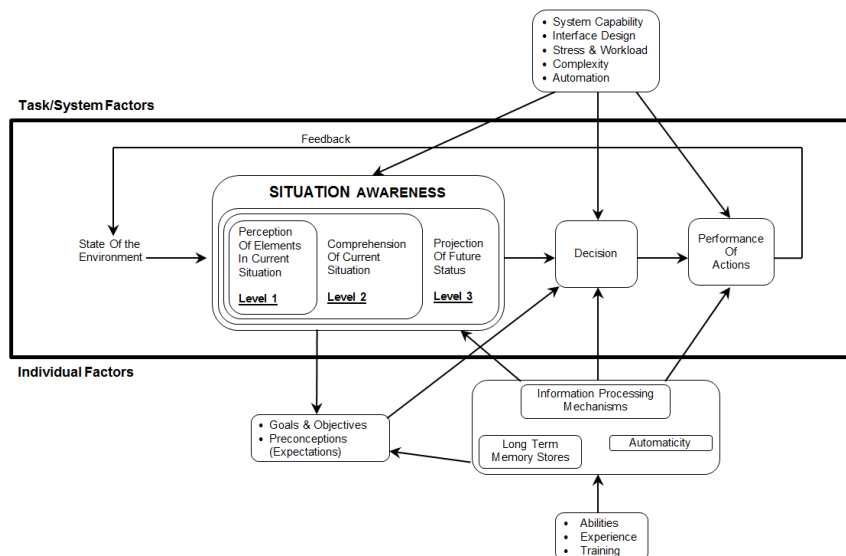 • System Capability
• Interface Design
• Stress & Workload
• Complexity
• Automation
Task/System Factors
Feedback
SITUATION AWARENESS
State Of the
Environment
Perception
Of Elements
In Current
Situation
Level 1
Comprehension
Of Current
Situation
Level 2
Projection
Of Future
Status
Level 3
Decision
Performance
Of
Actions
Individual Factors
• Goals & Objectives
• Preconceptions
(Expectations)
Information Processing
Mechanisms
Long Term
Memory Stores
Automaticity
• Abilities
• Experience
• Training